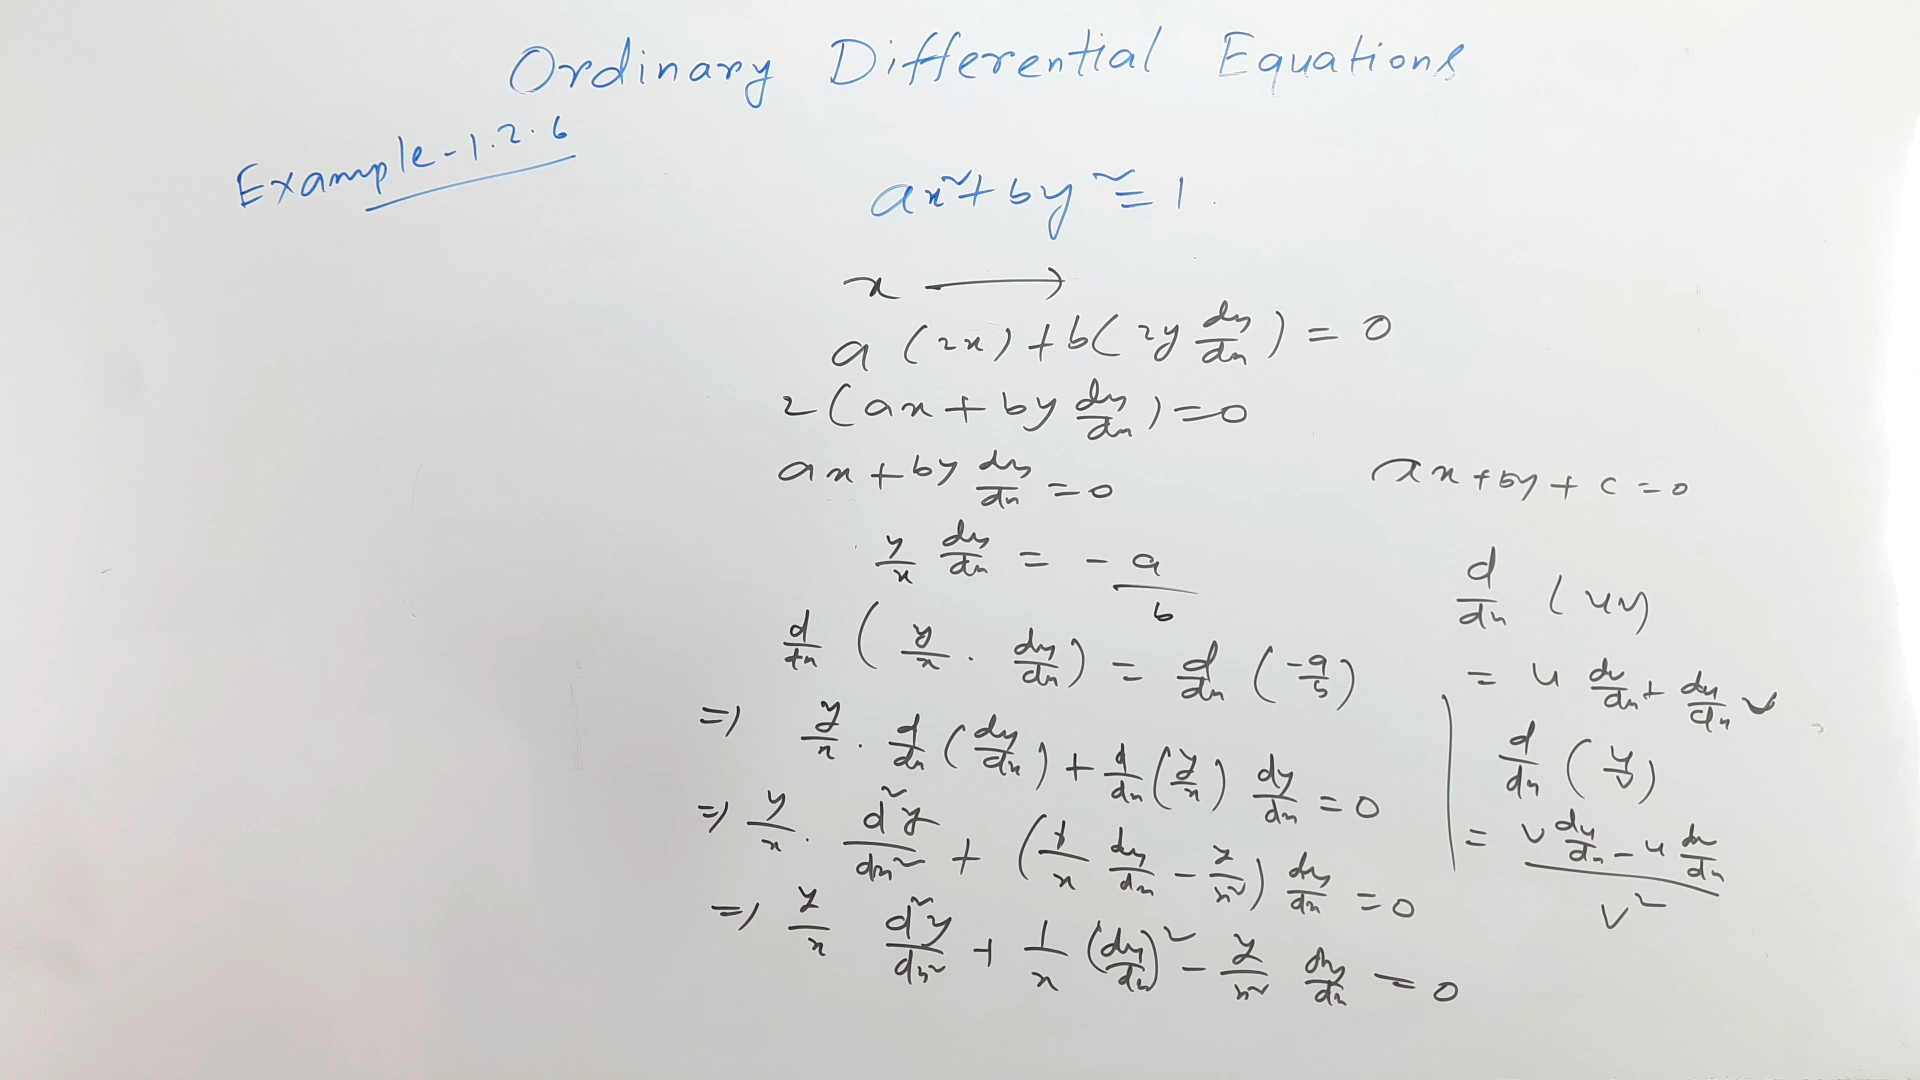 Ordinary Differential Equations
Example-1.2.6
ax²+by²=1
x ⟶
a(2x)+b(2y dy/dx)=0
2(ax+by dy/dx)=0
ax+by dy/dx=0
y/x dy/dx = -a/b
d/dx (y/x · dy/dx) = d/dx (-a/b)
=) y/x · d/dx (dy/dx) + d/dx (y/x) dy/dx = 0
=) y/x · d²y/dx² + (1/x dy/dx - y/x²) dy/dx = 0
=) y/x d²y/dx² + 1/x (dy/dx)² - y/x² dy/dx = 0
ax+by+c=0
d/dx (uv)
= u dv/dx + du/dx v
d/dx (u/v)
= (v du/dx - u dv/dx)/v²